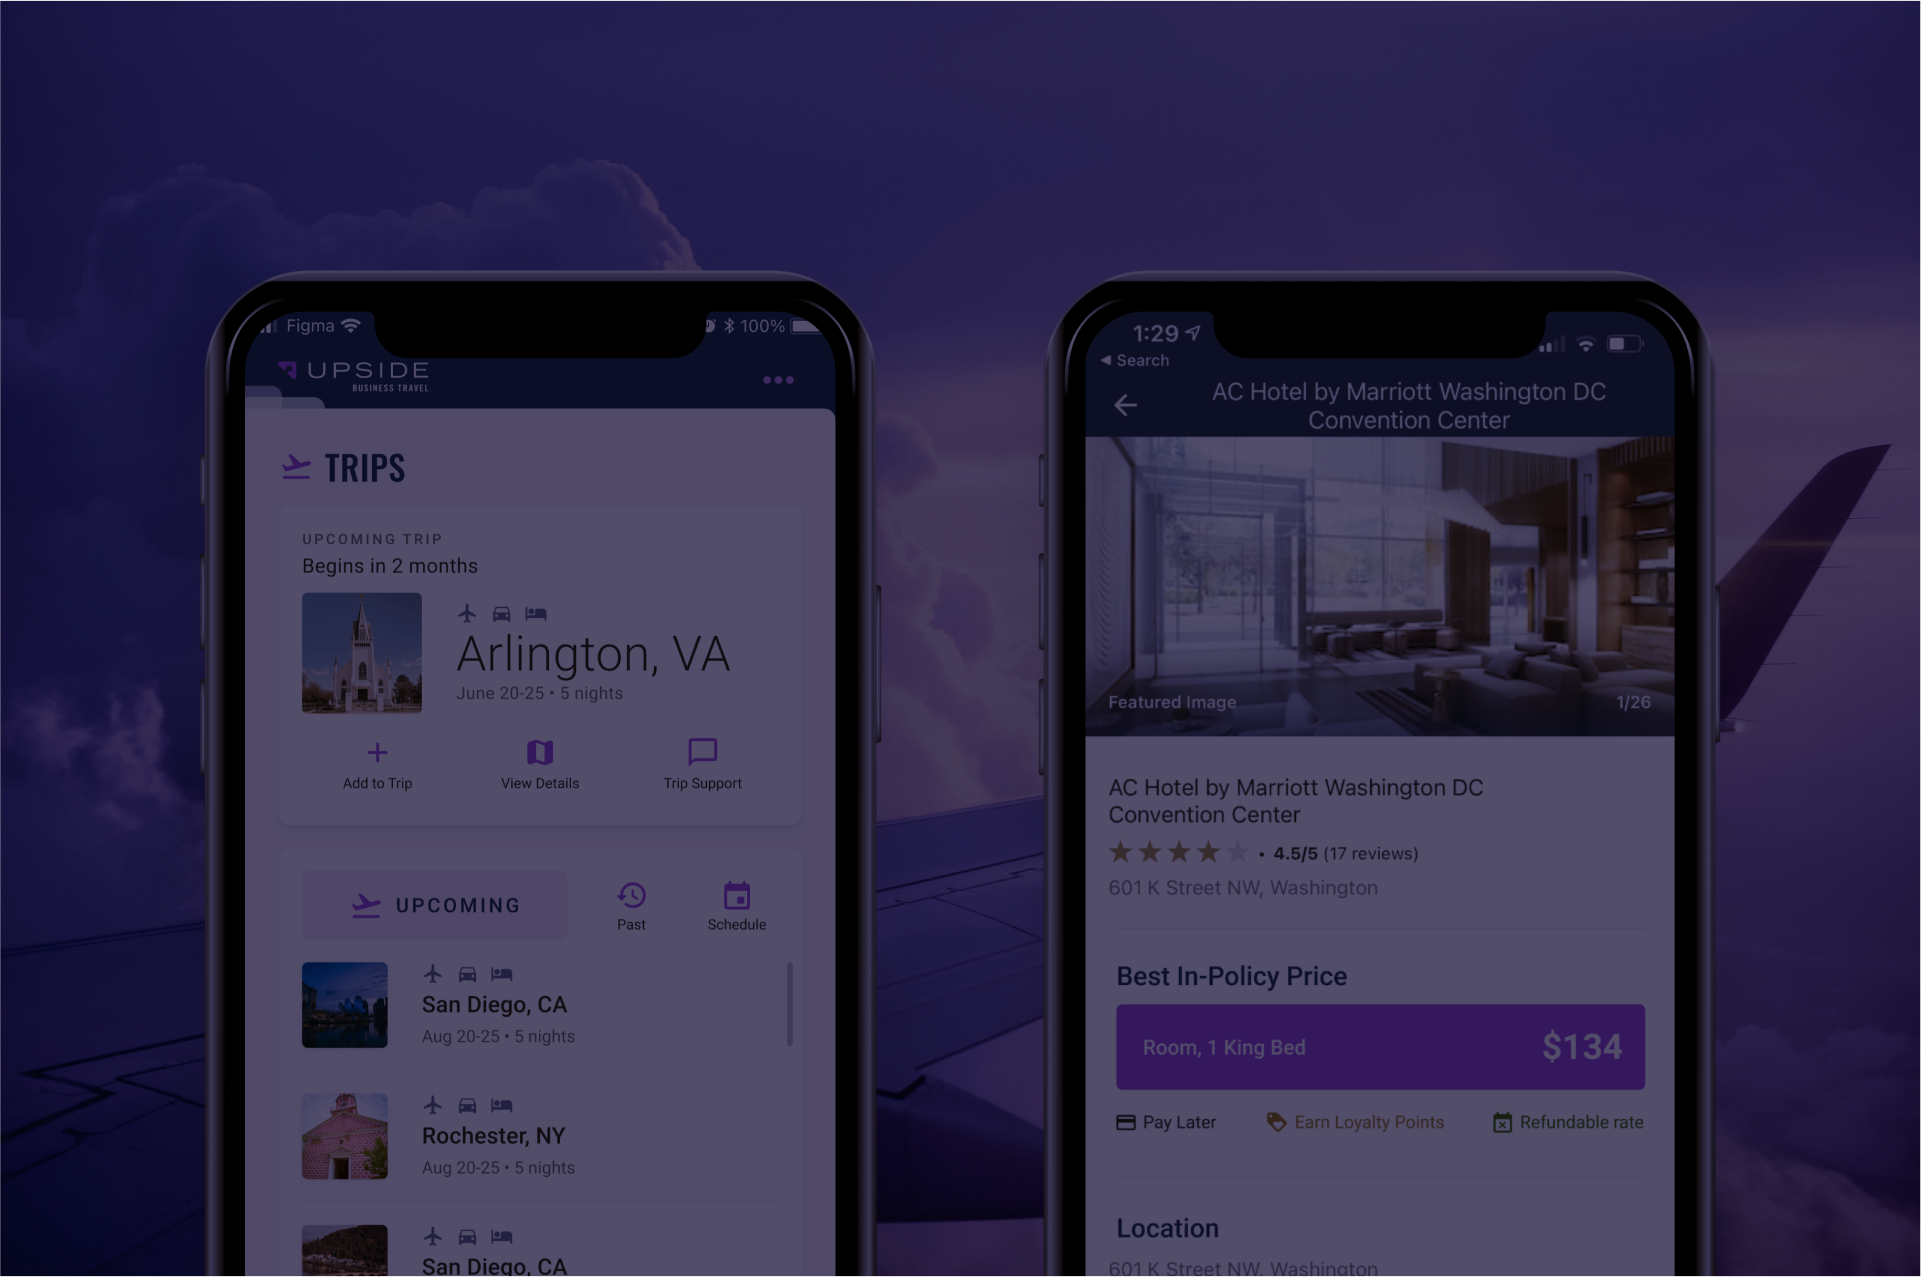 Figma
100%
UPSIDE
BUSINESS TRAVEL
TRIPS
UPCOMING TRIP
Begins in 2 months
Arlington, VA
June 20-25 • 5 nights
Add to Trip
View Details
Trip Support
UPCOMING
Past
Schedule
San Diego, CA
Aug 20-25 • 5 nights
Rochester, NY
Aug 20-25 • 5 nights
San Diego, CA
1:29
Search
AC Hotel by Marriott Washington DC
Convention Center
Featured Image
1/26
AC Hotel by Marriott Washington DC
Convention Center
• 4.5/5 (17 reviews)
601 K Street NW, Washington
Best In-Policy Price
Room, 1 King Bed
$134
Pay Later
Earn Loyalty Points
Refundable rate
Location
601 K Street NW, Washington